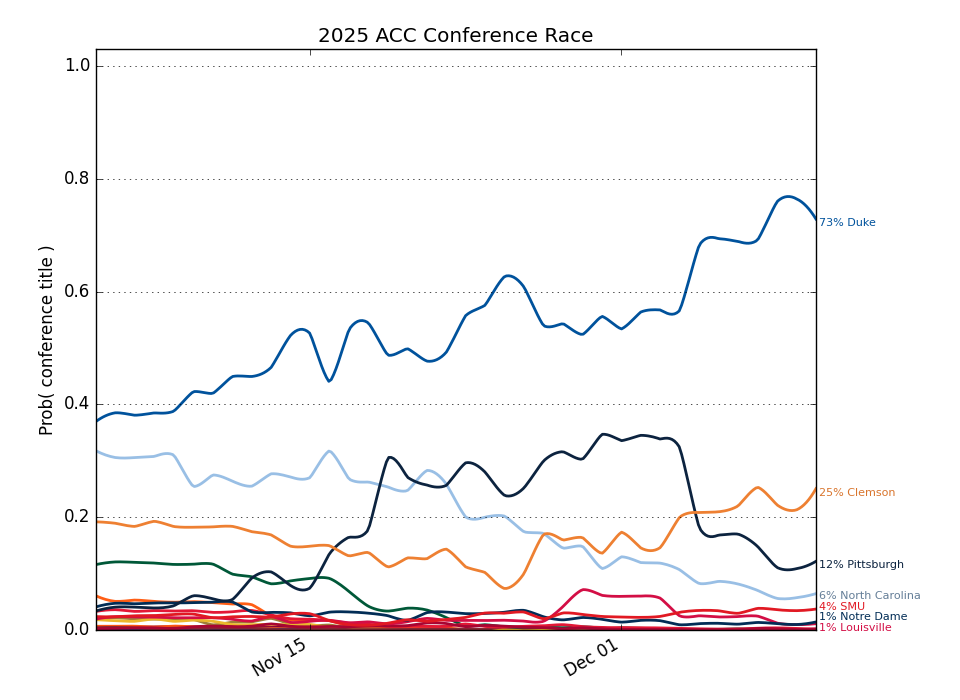 2025 ACC Conference Race
Prob( conference title )
1.0
0.8
0.6
0.4
0.2
0.0
Nov 15
Dec 01
73% Duke
25% Clemson
12% Pittsburgh
6% North Carolina
4% SMU
1% Notre Dame
1% Louisville